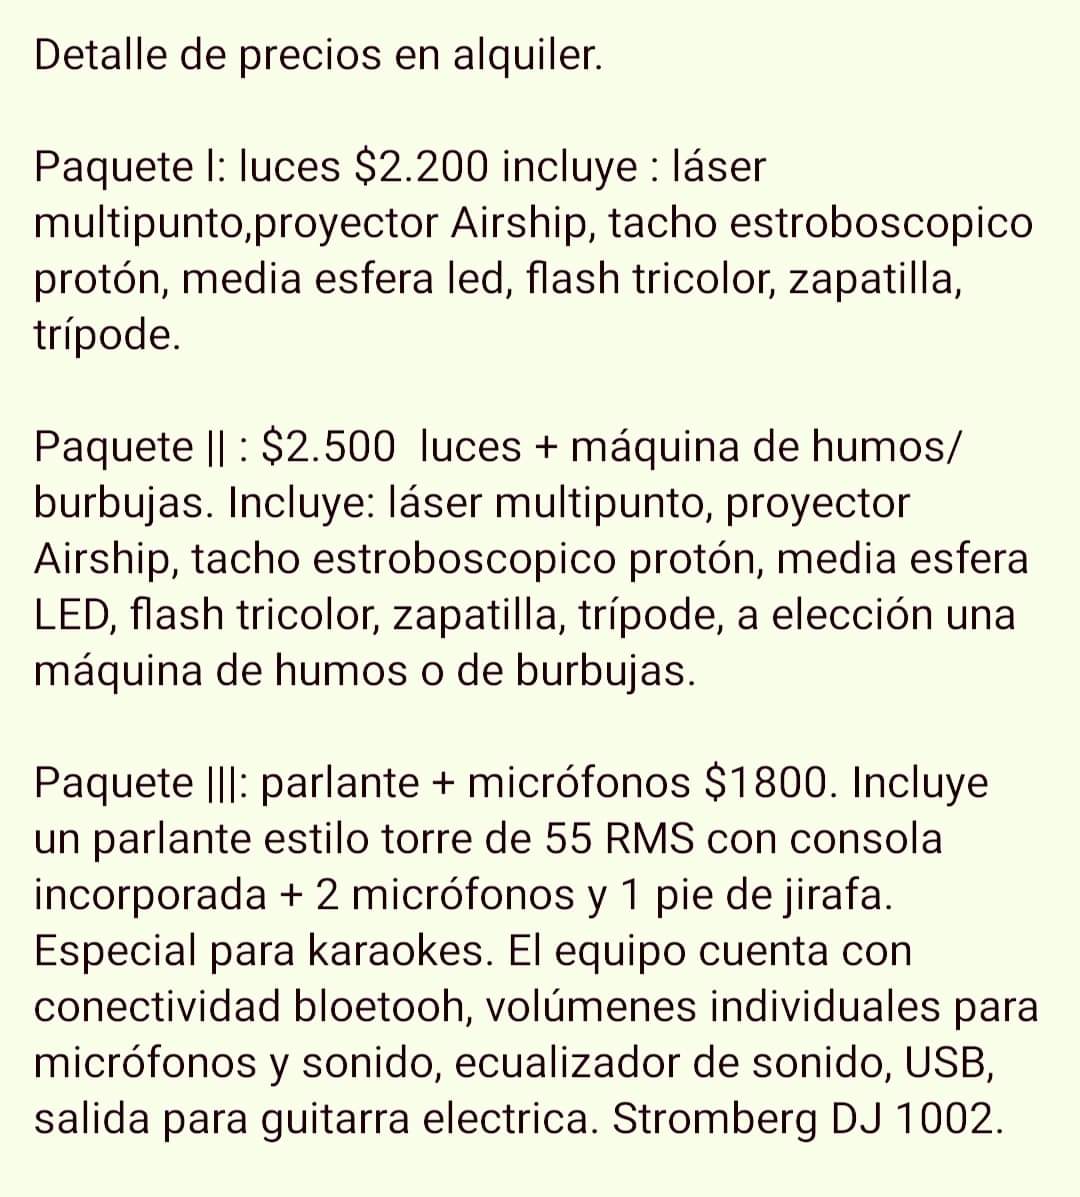 Detalle de precios en alquiler.
Paquete |: luces $2.200 incluye : láser
multipunto,proyector Airship, tacho estroboscopico
protón, media esfera led, flash tricolor, zapatilla,
trípode.
Paquete || : $2.500  luces + máquina de humos/
burbujas. Incluye: láser multipunto, proyector
Airship, tacho estroboscopico protón, media esfera
LED, flash tricolor, zapatilla, trípode, a elección una
máquina de humos o de burbujas.
Paquete |||: parlante + micrófonos $1800. Incluye
un parlante estilo torre de 55 RMS con consola
incorporada + 2 micrófonos y 1 pie de jirafa.
Especial para karaokes. El equipo cuenta con
conectividad bloetooh, volúmenes individuales para
micrófonos y sonido, ecualizador de sonido, USB,
salida para guitarra electrica. Stromberg DJ 1002.